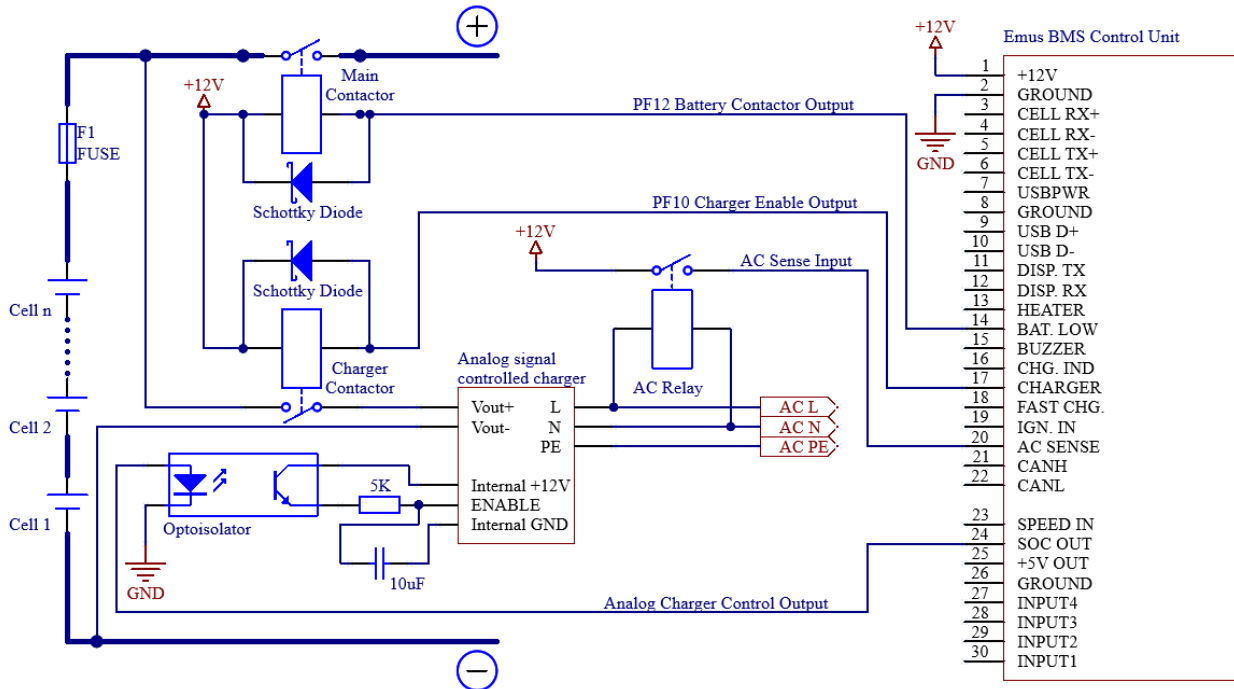 Emus BMS Control Unit
+12V
1 +12V
2 GROUND
3 CELL RX+
4 CELL RX-
5 CELL TX+
6 CELL TX-
7 USBPWR
8 GROUND
9 USB D+
10 USB D-
11 DISP. TX
12 DISP. RX
13 HEATER
14 BAT. LOW
15 BUZZER
16 CHG. IND
17 CHARGER
18 FAST CHG.
19 IGN. IN
20 AC SENSE
21 CANH
22 CANL
23 SPEED IN
24 SOC OUT
25 +5V OUT
26 GROUND
27 INPUT4
28 INPUT3
29 INPUT2
30 INPUT1
GND
+
Main
Contactor
+12V
PF12 Battery Contactor Output
F1
FUSE
Schottky Diode
PF10 Charger Enable Output
+12V
AC Sense Input
Schottky Diode
Cell n
Charger
Contactor
Analog signal
controlled charger
AC Relay
Vout+ L AC L
Vout- N AC N
PE AC PE
Cell 2
Internal +12V
5K
ENABLE
Internal GND
Cell 1
Optoisolator
GND
10uF
Analog Charger Control Output
−